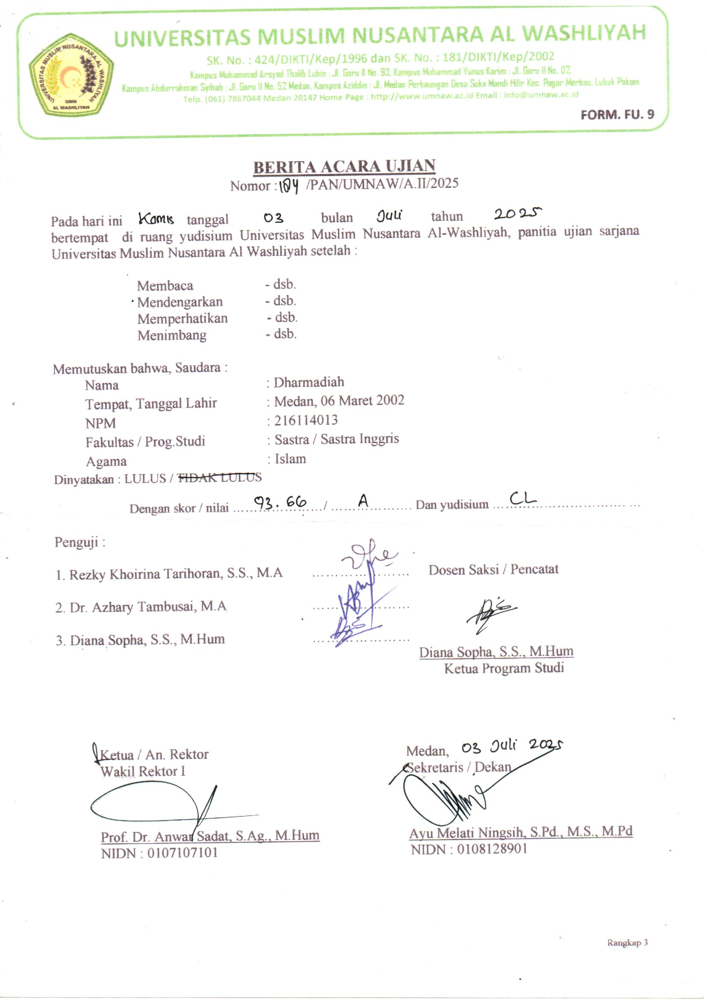 UNIVERSITAS MUSLIM NUSANTARA AL WASHLIYAH
UMN
AL WASHLIYAH
UNIVERSITAS MUSLIM NUSANTARA AL WASHLIYAH
SK. No. : 424/DIKTI/Kep/1996 dan SK. No. : 181/DIKTI/Kep/2002
Kampus Muhammad Arsyad Thalib Lubis : Jl. Garu II No. 93, Kampus Muhammad Yunus Karim : Jl. Garu II No. 02,
Kampus Abdurrahman Syihab : Jl. Garu II No. 52 Medan, Kampus Aziddin : Jl. Medan Perbaungan Desa Suka Mandi Hilir Kec. Pagar Merbau, Lubuk Pakam
Telp. (061) 7867044 Medan 20147 Home Page : http://www.umnaw.ac.id Email : info@umnaw.ac.id
FORM. FU. 9
BERITA ACARA UJIAN
Nomor : /PAN/UMNAW/A.II/2025
Pada hari ini Kamis tanggal 03 bulan Juli tahun 2025
bertempat di ruang yudisium Universitas Muslim Nusantara Al-Washliyah, panitia ujian sarjana
Universitas Muslim Nusantara Al Washliyah setelah :
Membaca - dsb.
Mendengarkan - dsb.
Memperhatikan - dsb.
Menimbang - dsb.
Memutuskan bahwa, Saudara :
Nama : Dharmadiah
Tempat, Tanggal Lahir : Medan, 06 Maret 2002
NPM : 216114013
Fakultas / Prog.Studi : Sastra / Sastra Inggris
Agama : Islam
Dinyatakan : LULUS / TIDAK LULUS
Dengan skor / nilai ..... 93.66 ..... / ..... A ..... Dan yudisium ..... CL .....
Penguji :
1. Rezky Khoirina Tarihoran, S.S., M.A ..................... Dosen Saksi / Pencatat
2. Dr. Azhary Tambusai, M.A .....................
3. Diana Sopha, S.S., M.Hum .....................
Diana Sopha, S.S., M.Hum
Ketua Program Studi
Medan, 03 Juli 2025
Ketua / An. Rektor Sekretaris / Dekan
Wakil Rektor I
Prof. Dr. Anwar Sadat, S.Ag., M.Hum Ayu Melati Ningsih, S.Pd., M.S., M.Pd
NIDN : 0107107101 NIDN : 0108128901
Rangkap 3